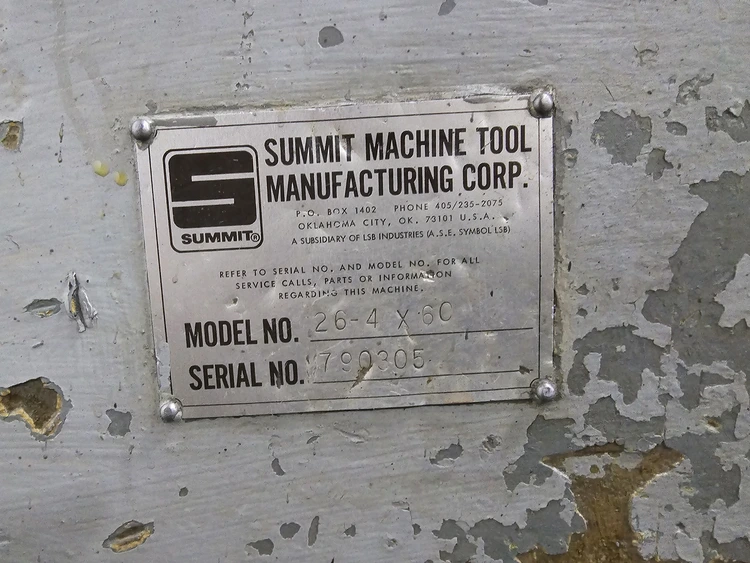 SUMMIT MACHINE TOOL
MANUFACTURING CORP.
P.O. BOX 1402 PHONE 405/235-2075
OKLAHOMA CITY, OK. 73101 U.S.A.
A SUBSIDIARY OF LSB INDUSTRIES (A.S.E. SYMBOL LSB)
SUMMIT®
REFER TO SERIAL NO. AND MODEL NO. FOR ALL
SERVICE CALLS, PARTS OR INFORMATION
REGARDING THIS MACHINE.
MODEL NO. 26-4 X 60
SERIAL NO. M790305